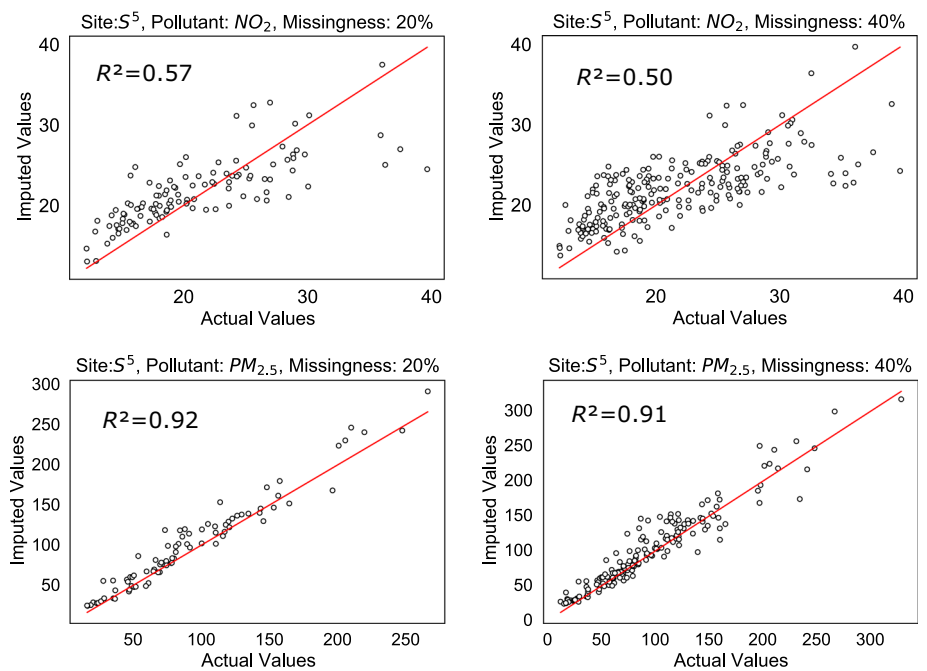 Site:S⁵, Pollutant: NO₂, Missingness: 20%
R²=0.57
40
30
20
Imputed Values
20 30 40
Actual Values
Site:S⁵, Pollutant: NO₂, Missingness: 40%
R²=0.50
40
30
20
Imputed Values
20 30 40
Actual Values
Site:S⁵, Pollutant: PM₂.₅, Missingness: 20%
R²=0.92
300
250
200
150
100
50
Imputed Values
50 100 150 200 250
Actual Values
Site:S⁵, Pollutant: PM₂.₅, Missingness: 40%
R²=0.91
300
250
200
150
100
50
0
Imputed Values
0 50 100 150 200 250 300
Actual Values